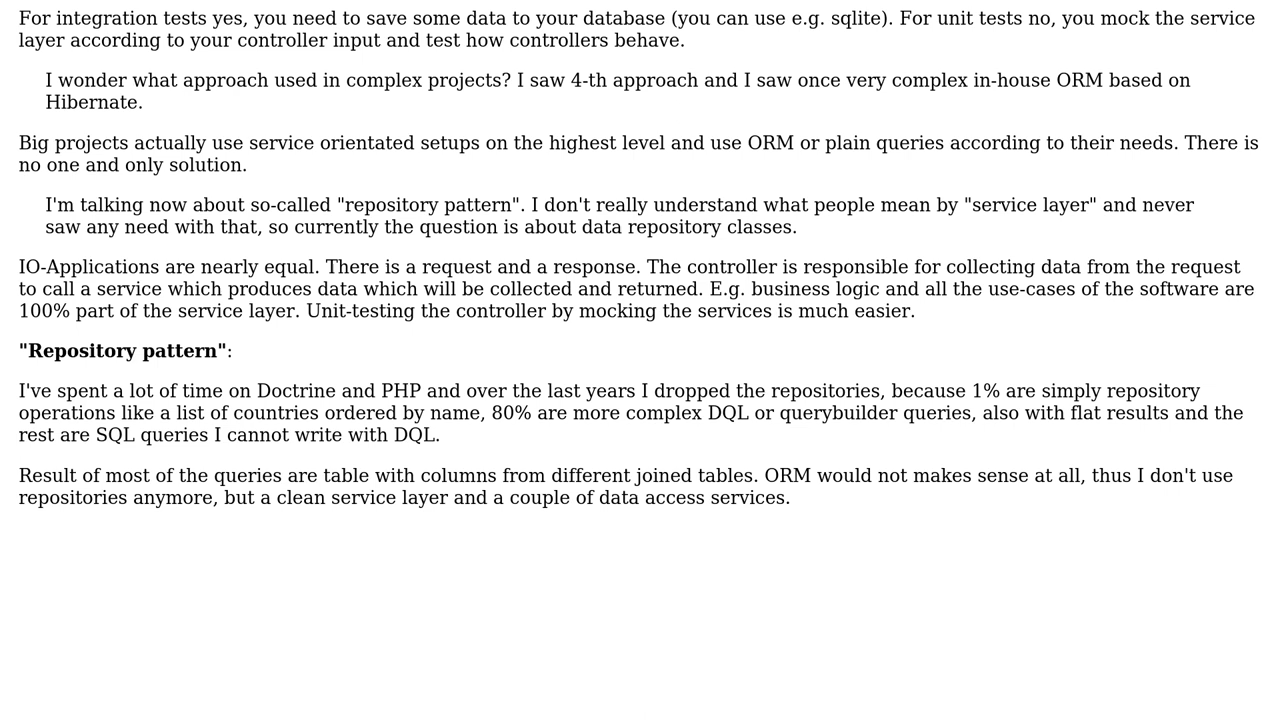 For integration tests yes, you need to save some data to your database (you can use e.g. sqlite). For unit tests no, you mock the service
layer according to your controller input and test how controllers behave.
I wonder what approach used in complex projects? I saw 4-th approach and I saw once very complex in-house ORM based on
Hibernate.
Big projects actually use service orientated setups on the highest level and use ORM or plain queries according to their needs. There is
no one and only solution.
I'm talking now about so-called "repository pattern". I don't really understand what people mean by "service layer" and never
saw any need with that, so currently the question is about data repository classes.
IO-Applications are nearly equal. There is a request and a response. The controller is responsible for collecting data from the request
to call a service which produces data which will be collected and returned. E.g. business logic and all the use-cases of the software are
100% part of the service layer. Unit-testing the controller by mocking the services is much easier.
"Repository pattern":
I've spent a lot of time on Doctrine and PHP and over the last years I dropped the repositories, because 1% are simply repository
operations like a list of countries ordered by name, 80% are more complex DQL or querybuilder queries, also with flat results and the
rest are SQL queries I cannot write with DQL.
Result of most of the queries are table with columns from different joined tables. ORM would not makes sense at all, thus I don't use
repositories anymore, but a clean service layer and a couple of data access services.